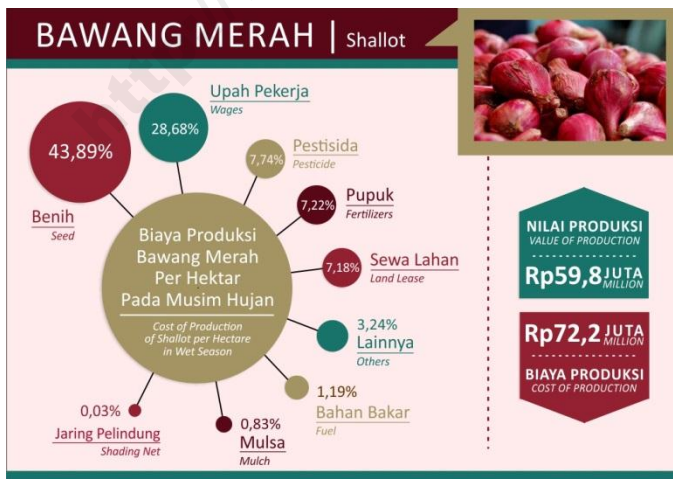 BAWANG MERAH | Shallot
43,89%
Benih
Seed
28,68%
Upah Pekerja
Wages
7,74%
Pestisida
Pesticide
7,22%
Pupuk
Fertilizers
7,18%
Sewa Lahan
Land Lease
3,24%
Lainnya
Others
1,19%
Bahan Bakar
Fuel
0,83%
Mulsa
Mulch
0,03%
Jaring Pelindung
Shading Net
Biaya Produksi
Bawang Merah
Per Hektar
Pada Musim Hujan
Cost of Production
of Shallot per Hectare
in Wet Season
NILAI PRODUKSI
VALUE OF PRODUCTION
Rp59,8 JUTA
MILLION
Rp72,2 JUTA
MILLION
BIAYA PRODUKSI
COST OF PRODUCTION